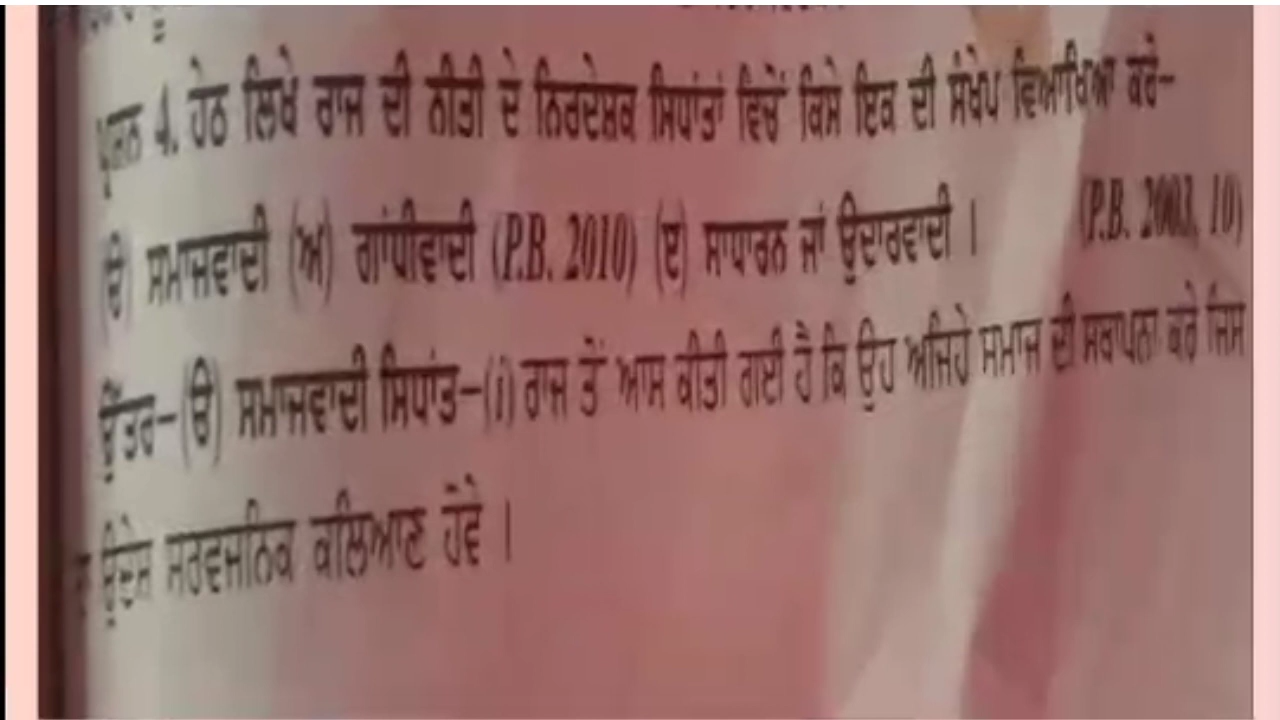 ਪ੍ਰਸ਼ਨ 4. ਹੇਠ ਲਿਖੇ ਰਾਜ ਦੀ ਨੀਤੀ ਦੇ ਨਿਰਦੇਸ਼ਕ ਸਿਧਾਂਤਾਂ ਵਿਚੋਂ ਕਿਸੇ ਇਕ ਦੀ ਸੰਖੇਪ ਵਿਆਖਿਆ ਕਰੋ–
(ੳ) ਸਮਾਜਵਾਦੀ (ਅ) ਗਾਂਧੀਵਾਦੀ (P.B. 2010) (ੲ) ਸਾਧਾਰਨ ਜਾਂ ਉਦਾਰਵਾਦੀ । (P.B. 2003, 10)
ਉੱਤਰ–(ੳ) ਸਮਾਜਵਾਦੀ ਸਿਧਾਂਤ–(i) ਰਾਜ ਤੋਂ ਆਸ ਕੀਤੀ ਗਈ ਹੈ ਕਿ ਉਹ ਅਜਿਹੇ ਸਮਾਜ ਦੀ ਸਥਾਪਨਾ ਕਰੇ ਜਿਸ
ਉਦੇਸ਼ ਸਰਵਜਨਿਕ ਕਲਿਆਣ ਹੋਵੇ ।